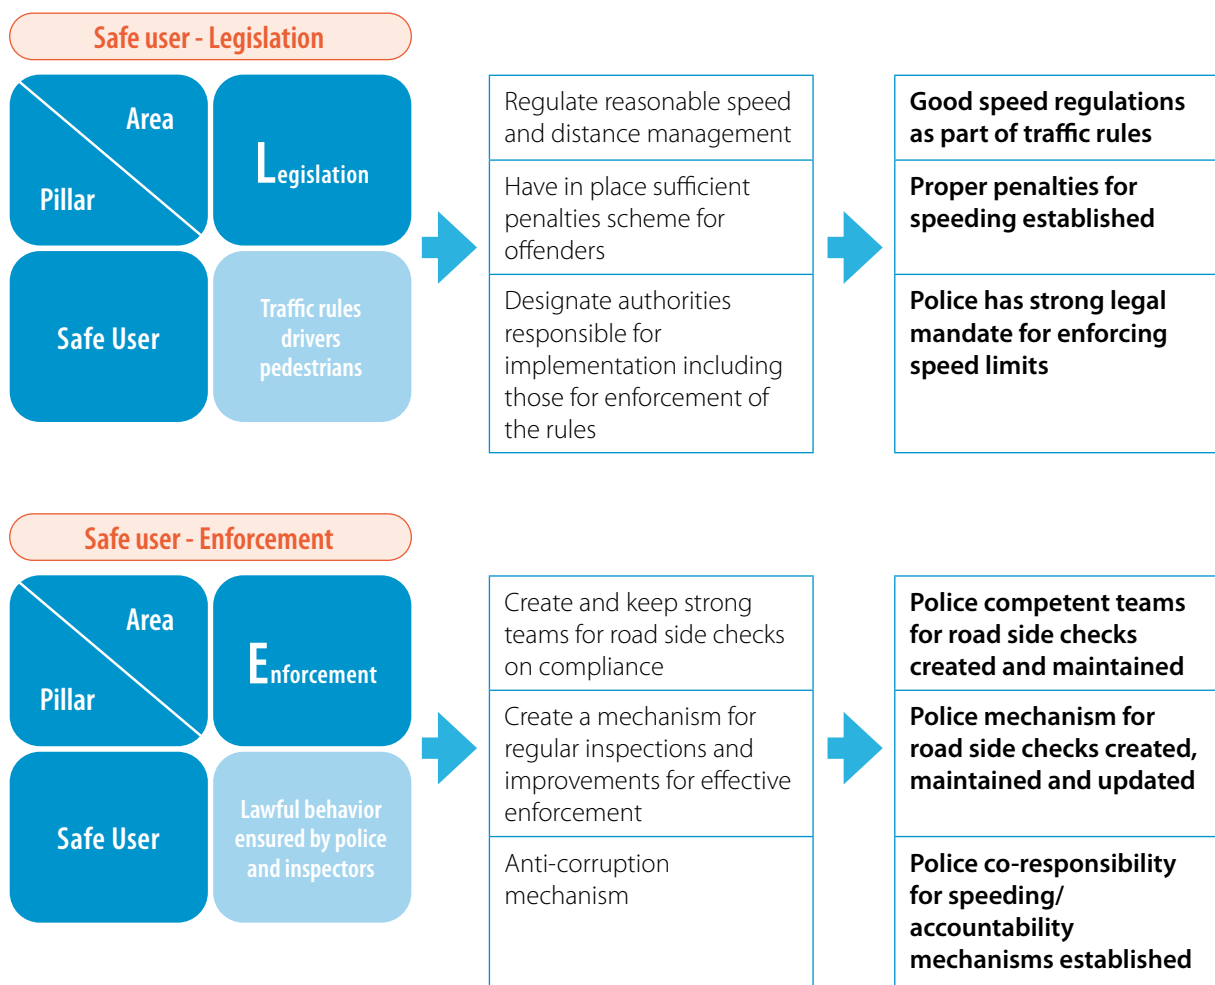 Safe user - Legislation
Area
Pillar
Legislation
Safe User
Traffic rules
drivers
pedestrians
Regulate reasonable speed
and distance management
Have in place sufficient
penalties scheme for
offenders
Designate authorities
responsible for
implementation including
those for enforcement of
the rules
Good speed regulations
as part of traffic rules
Proper penalties for
speeding established
Police has strong legal
mandate for enforcing
speed limits
Safe user - Enforcement
Area
Pillar
Enforcement
Safe User
Lawful behavior
ensured by police
and inspectors
Create and keep strong
teams for road side checks
on compliance
Create a mechanism for
regular inspections and
improvements for effective
enforcement
Anti-corruption
mechanism
Police competent teams
for road side checks
created and maintained
Police mechanism for
road side checks created,
maintained and updated
Police co-responsibility
for speeding/
accountability
mechanisms established